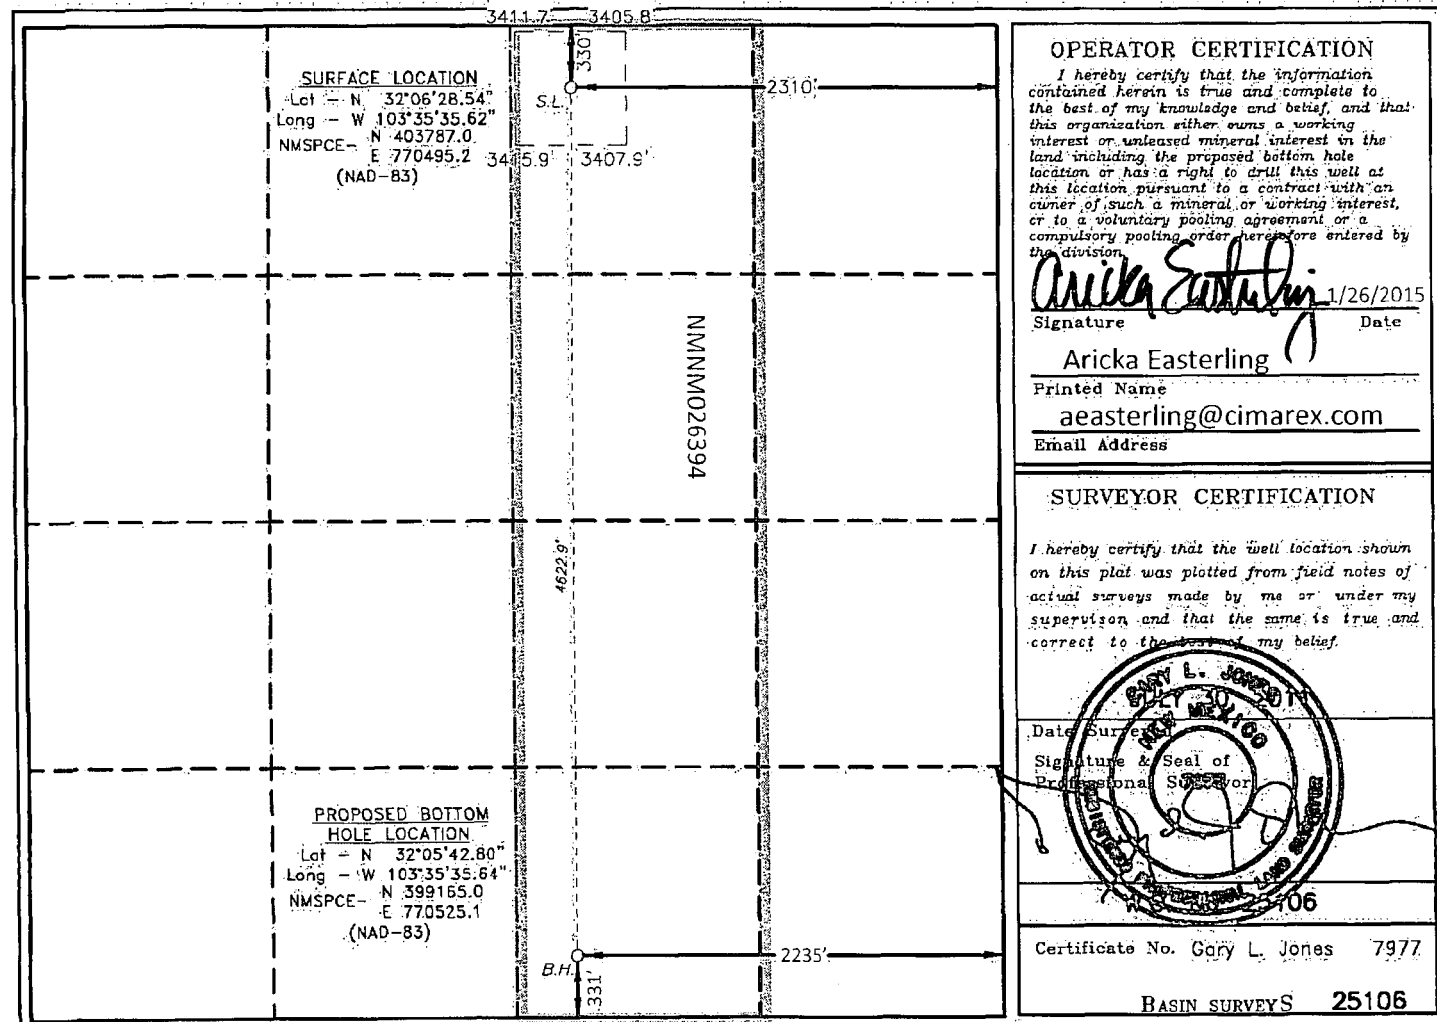 3411.7' 3405.8'
330'
2310'
SURFACE LOCATION
Lat - N 32°06'28.54"
Long - W 103°35'35.62"
NMSPCE- N 403787.0
E 770495.2
(NAD-83)
S.L.
3415.9' 3407.9'
NMNM026394
4622.9'
PROPOSED BOTTOM
HOLE LOCATION
Lat - N 32°05'42.80"
Long - W 103°35'35.64"
NMSPCE- N 399165.0
E 770525.1
(NAD-83)
B.H.
2235'
331'
OPERATOR CERTIFICATION
I hereby certify that the information
contained herein is true and complete to
the best of my knowledge and belief, and that
this organization either owns a working
interest or unleased mineral interest in the
land including the proposed bottom hole
location or has a right to drill this well at
this location pursuant to a contract with an
owner of such a mineral or working interest,
or to a voluntary pooling agreement or a
compulsory pooling order heretofore entered by
the division.
Aricka Easterling 1/26/2015
Signature Date
Aricka Easterling
Printed Name
aeasterling@cimarex.com
Email Address
SURVEYOR CERTIFICATION
I hereby certify that the well location shown
on this plat was plotted from field notes of
actual surveys made by me or under my
supervison and that the same is true and
correct to the best of my belief.
GARY L. JONES
NEW MEXICO
Date Surveyed
Signature & Seal of
Professional Surveyor
PROFESSIONAL LAND SURVEYOR
Certificate No. Gary L. Jones 7977
BASIN SURVEYS 25106